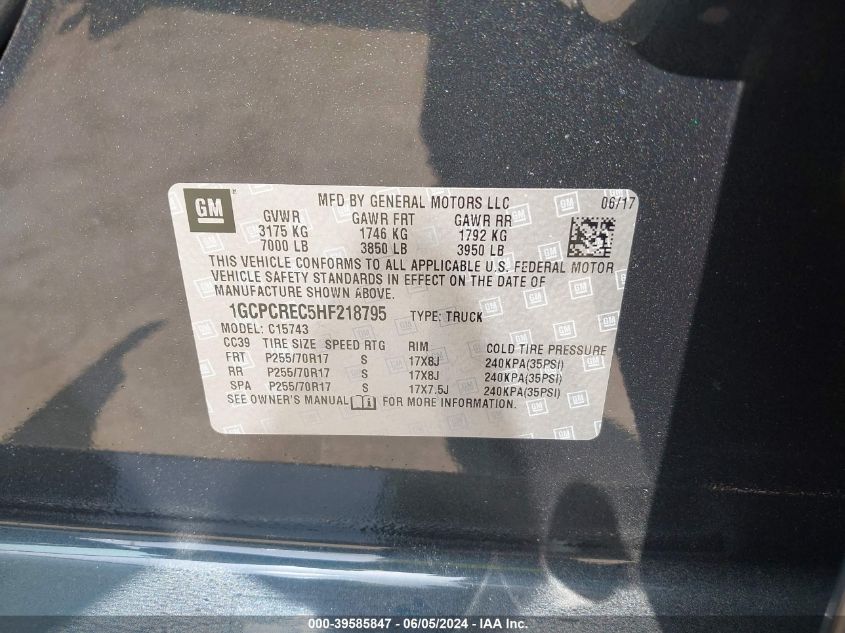 GM MFD BY GENERAL MOTORS LLC 06/17
GVWR GAWR FRT GAWR RR
3175 KG 1746 KG 1792 KG
7000 LB 3850 LB 3950 LB
THIS VEHICLE CONFORMS TO ALL APPLICABLE U.S. FEDERAL MOTOR
VEHICLE SAFETY STANDARDS IN EFFECT ON THE DATE OF
MANUFACTURE SHOWN ABOVE.
1GCPCREC5HF218795 TYPE: TRUCK
MODEL: C15743
CC39 TIRE SIZE SPEED RTG RIM COLD TIRE PRESSURE
FRT P255/70R17 S 17X8J 240KPA(35PSI)
RR P255/70R17 S 17X8J 240KPA(35PSI)
SPA P255/70R17 S 17X7.5J 240KPA(35PSI)
SEE OWNER'S MANUAL FOR MORE INFORMATION.
000-39585847 - 06/05/2024 - IAA Inc.